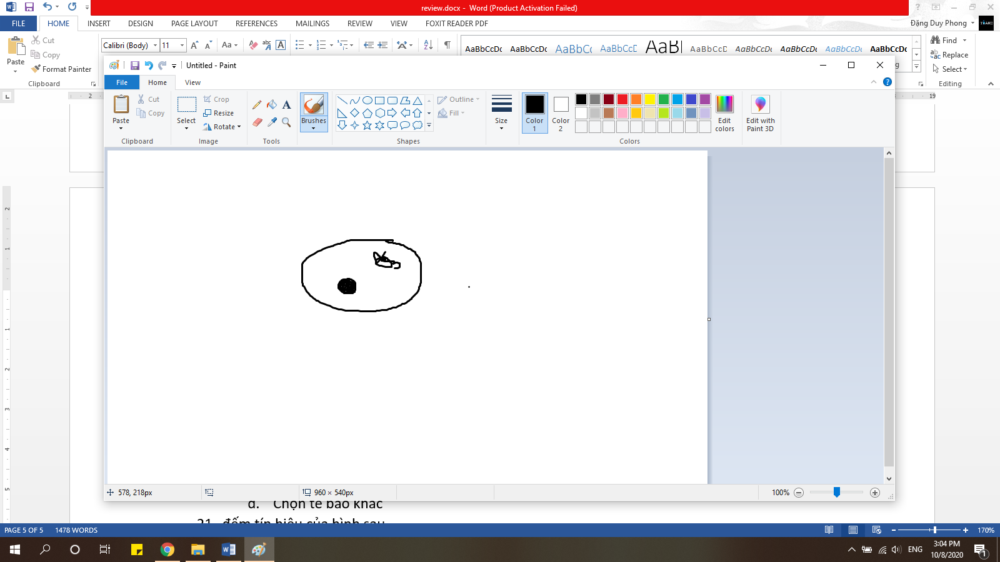 review.docx - Word (Product Activation Failed)
FILE HOME INSERT DESIGN PAGE LAYOUT REFERENCES MAILINGS REVIEW VIEW FOXIT READER PDF Đặng Duy Phong
Cut
Copy
Format Painter
Paste
Clipboard
Calibri (Body) 11
AaBbCcDc AaBbCcDc AaBbCc AaBbCcD AaBl AaBbCcD AaBbCcDc AaBbCcDc AaBbCcDc AaBbCcDc
Find
Replace
Select
Editing
Untitled - Paint
File Home View
Paste
Cut
Copy
Clipboard
Select
Crop
Resize
Rotate
Image
Tools
Brushes
Shapes
Outline
Fill
Size
Color 1
Color 2
Colors
Edit colors
Edit with Paint 3D
578, 218px 960 × 540px 100%
d. Chọn tế bào khác
21. đếm tín hiệu của hình sau
PAGE 5 OF 5 1478 WORDS 170%
ENG
3:04 PM
10/8/2020
1